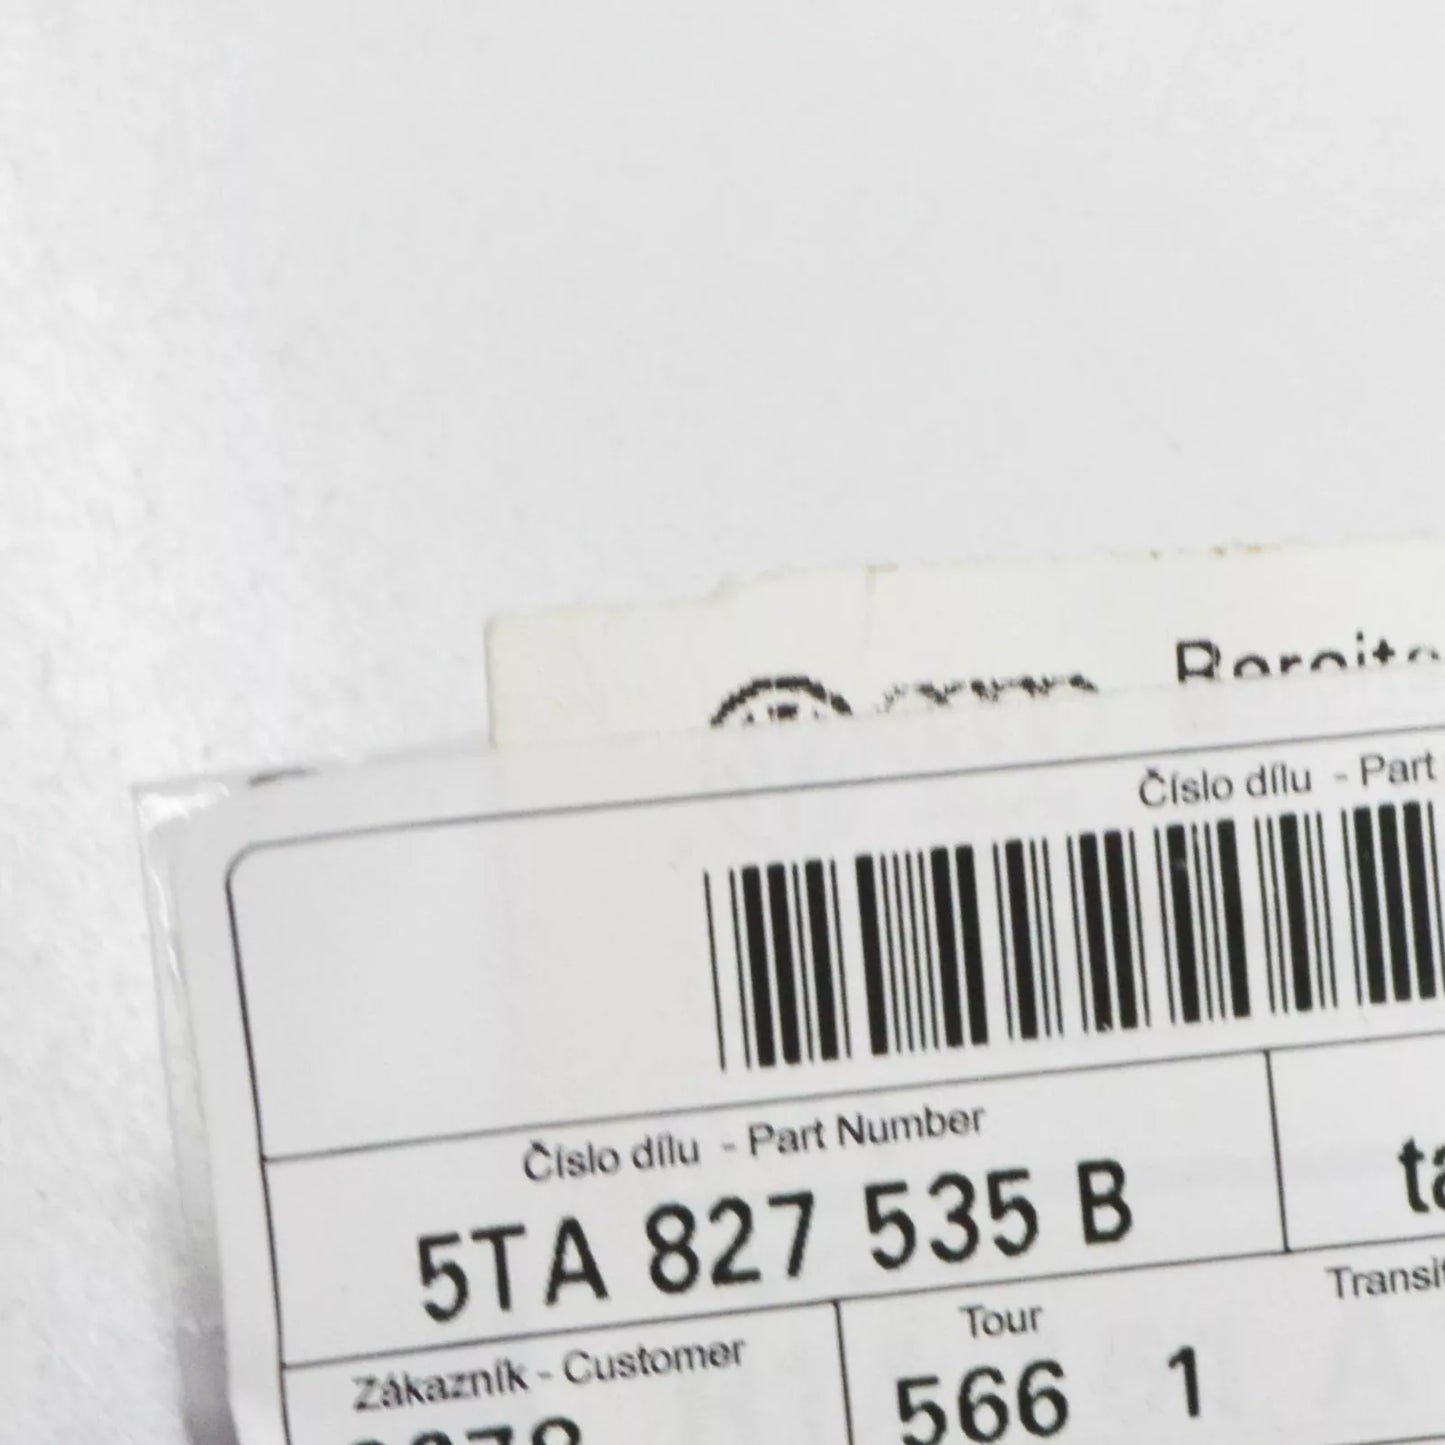 Číslo dílu - Part
Číslo dílu - Part Number
5TA 827 535 B
Transit
Tour
566 1
Zákazník - Customer